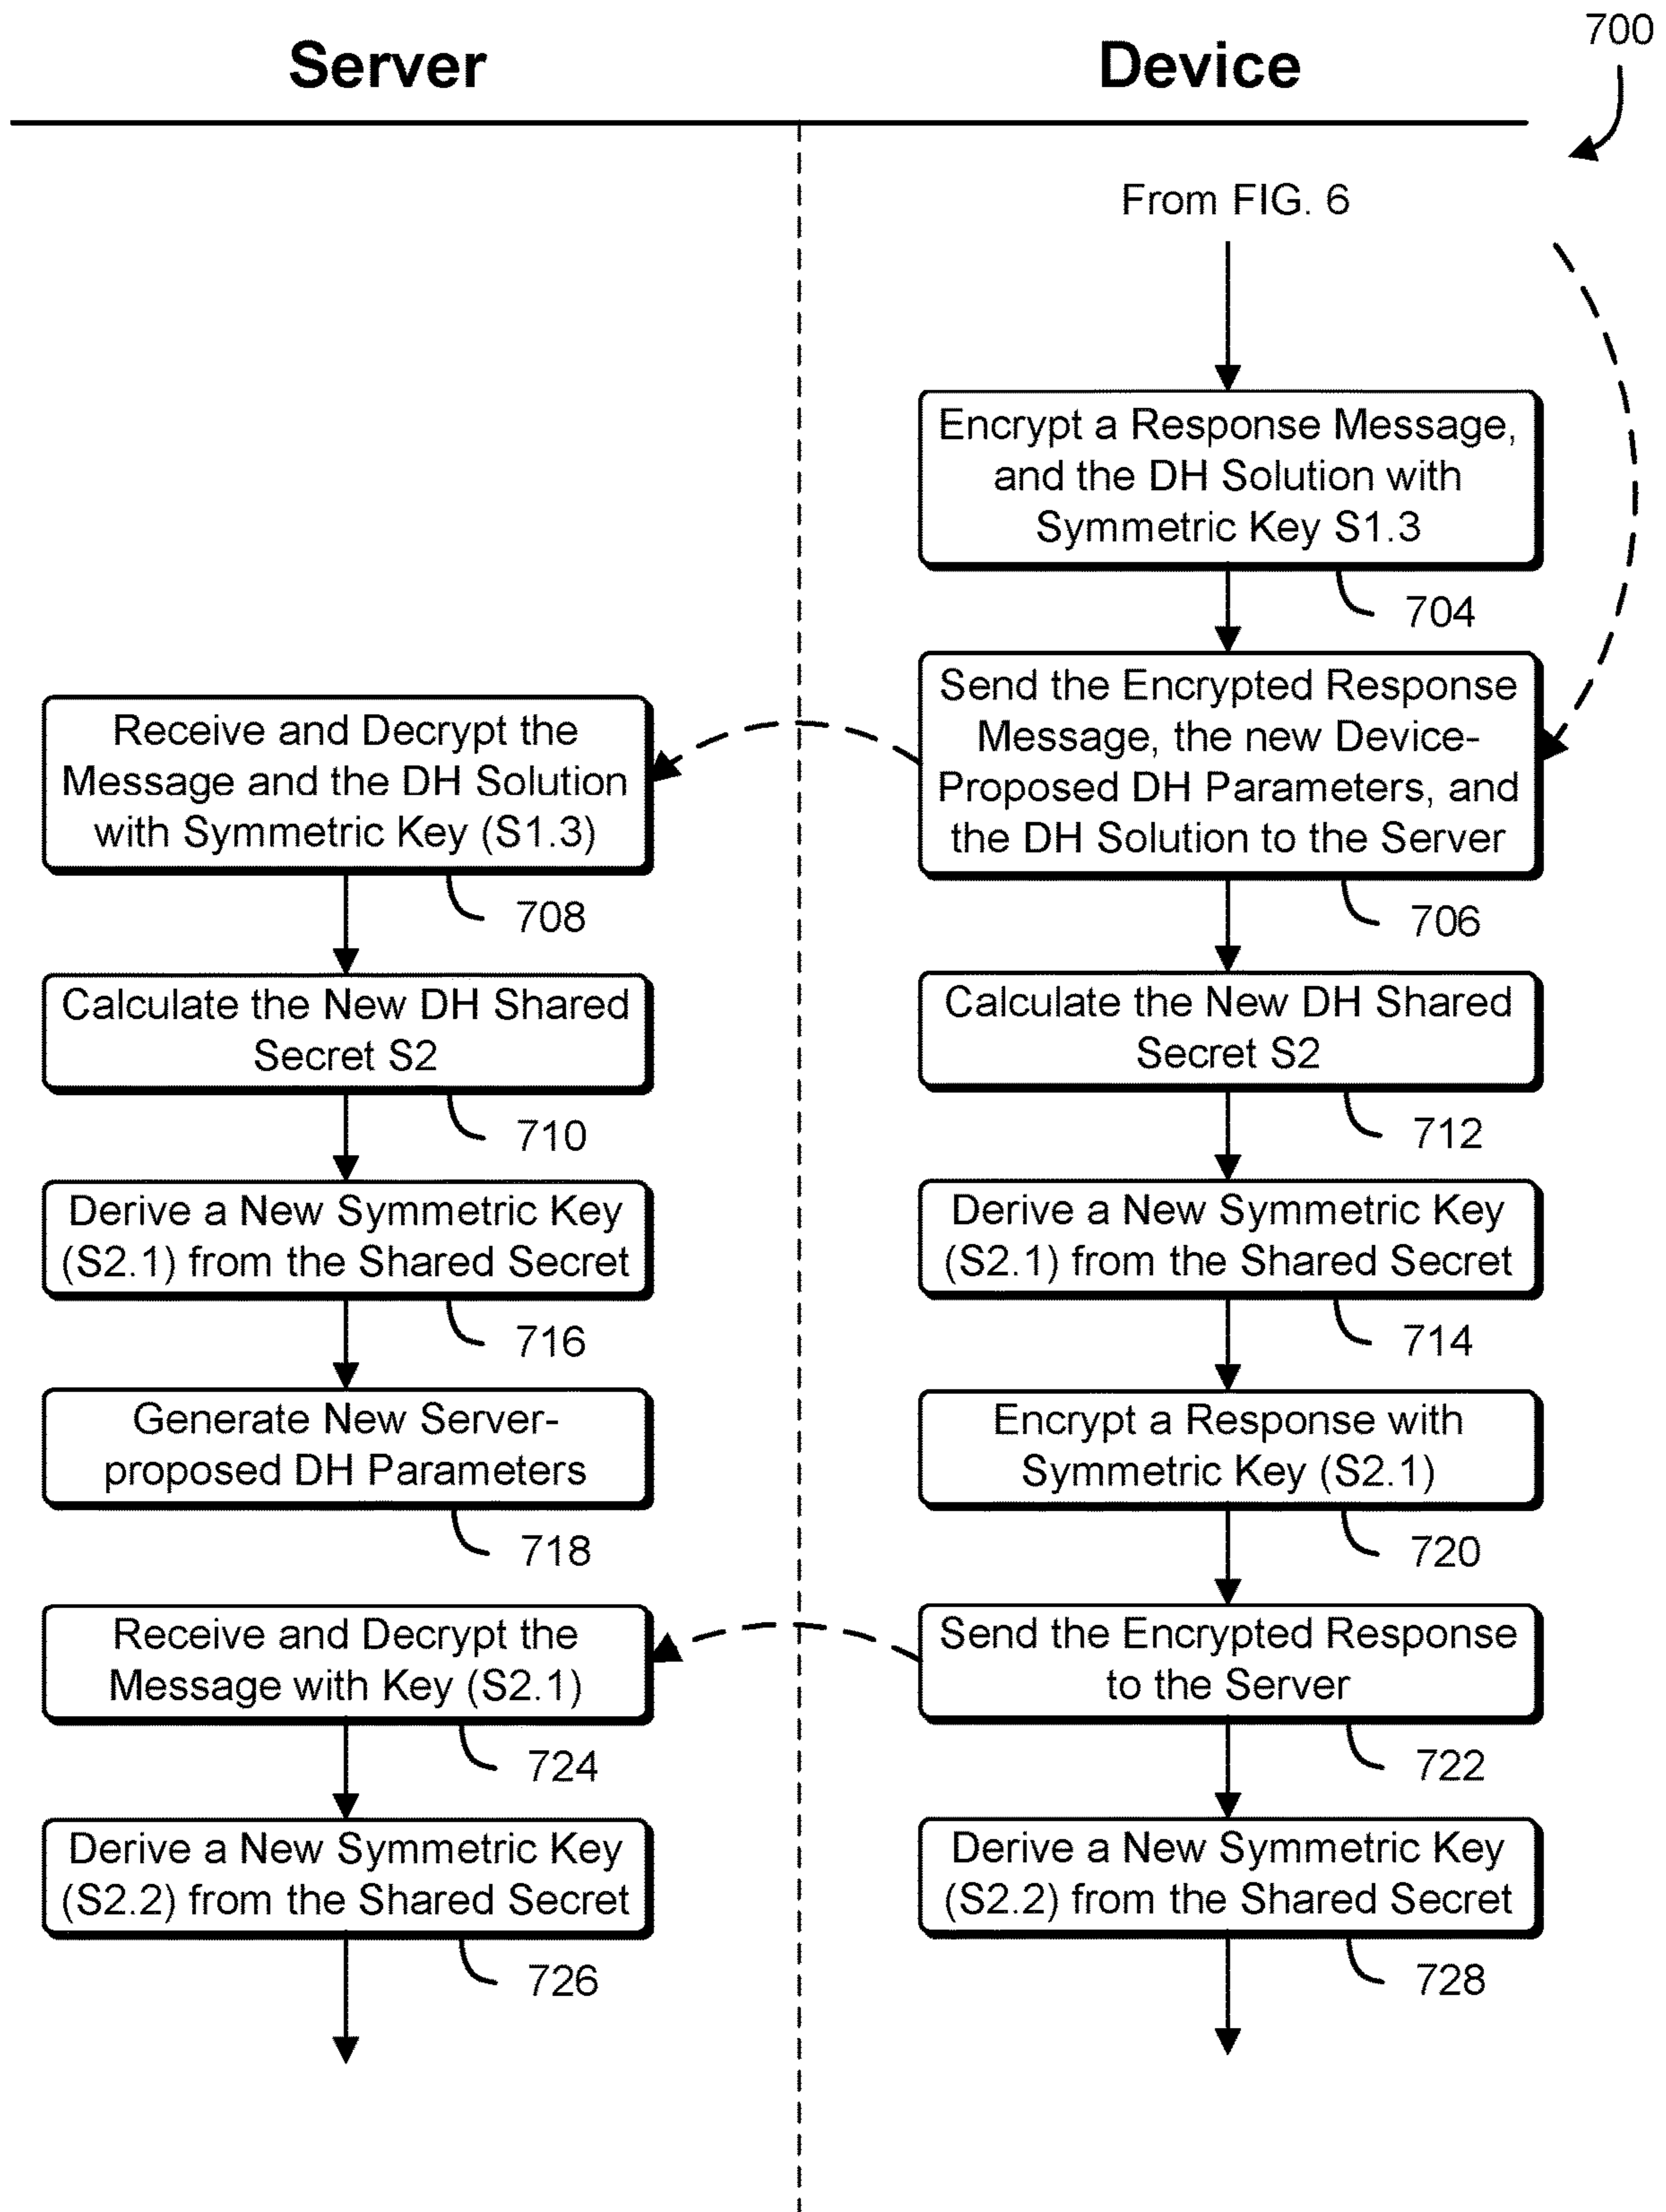 700
Server
Device
From FIG. 6
Encrypt a Response Message,
and the DH Solution with
Symmetric Key S1.3
704
Send the Encrypted Response
Message, the new Device-
Proposed DH Parameters, and
the DH Solution to the Server
706
Receive and Decrypt the
Message and the DH Solution
with Symmetric Key (S1.3)
708
Calculate the New DH Shared
Secret S2
710
Calculate the New DH Shared
Secret S2
712
Derive a New Symmetric Key
(S2.1) from the Shared Secret
716
Derive a New Symmetric Key
(S2.1) from the Shared Secret
714
Generate New Server-
proposed DH Parameters
718
Encrypt a Response with
Symmetric Key (S2.1)
720
Receive and Decrypt the
Message with Key (S2.1)
724
Send the Encrypted Response
to the Server
722
Derive a New Symmetric Key
(S2.2) from the Shared Secret
726
Derive a New Symmetric Key
(S2.2) from the Shared Secret
728